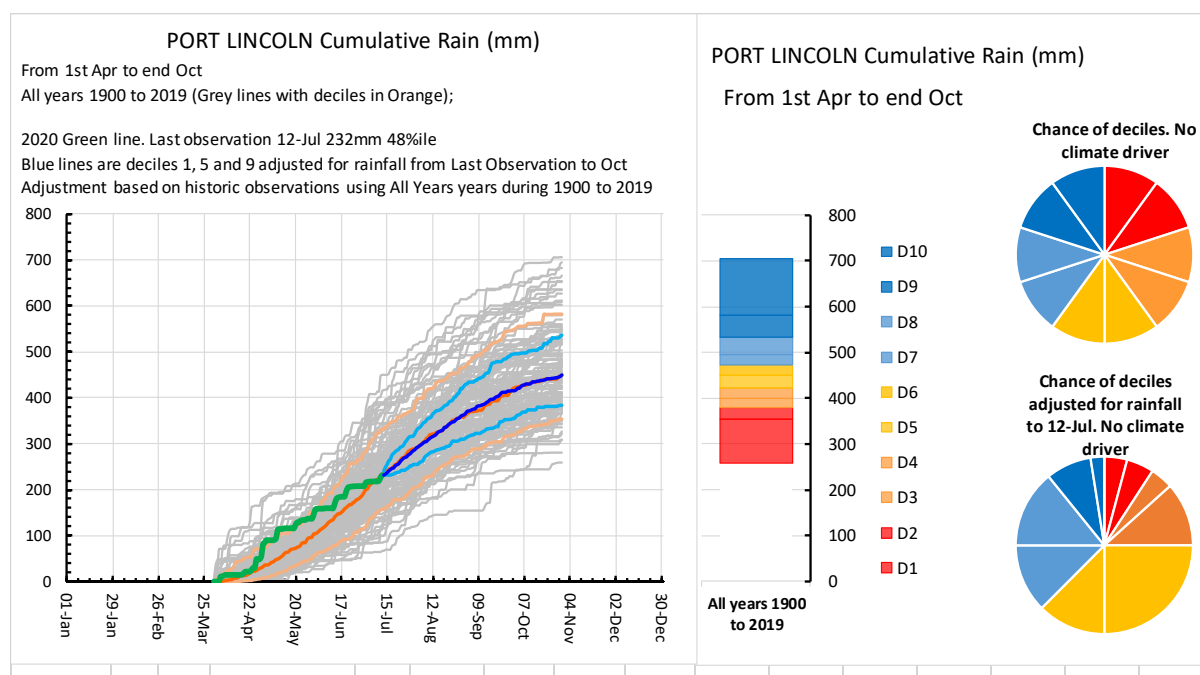 PORT LINCOLN Cumulative Rain (mm)
From 1st Apr to end Oct
All years 1900 to 2019 (Grey lines with deciles in Orange);
2020 Green line. Last observation 12-Jul 232mm 48%ile
Blue lines are deciles 1, 5 and 9 adjusted for rainfall from Last Observation to Oct
Adjustment based on historic observations using All Years years during 1900 to 2019
800
700
600
500
400
300
200
100
0
01-Jan
29-Jan
26-Feb
25-Mar
22-Apr
20-May
17-Jun
15-Jul
12-Aug
09-Sep
07-Oct
04-Nov
02-Dec
30-Dec
PORT LINCOLN Cumulative Rain (mm)
From 1st Apr to end Oct
800
700
600
500
400
300
200
100
0
All years 1900
to 2019
D10
D9
D8
D7
D6
D5
D4
D3
D2
D1
Chance of deciles. No
climate driver
Chance of deciles
adjusted for rainfall
to 12-Jul. No climate
driver